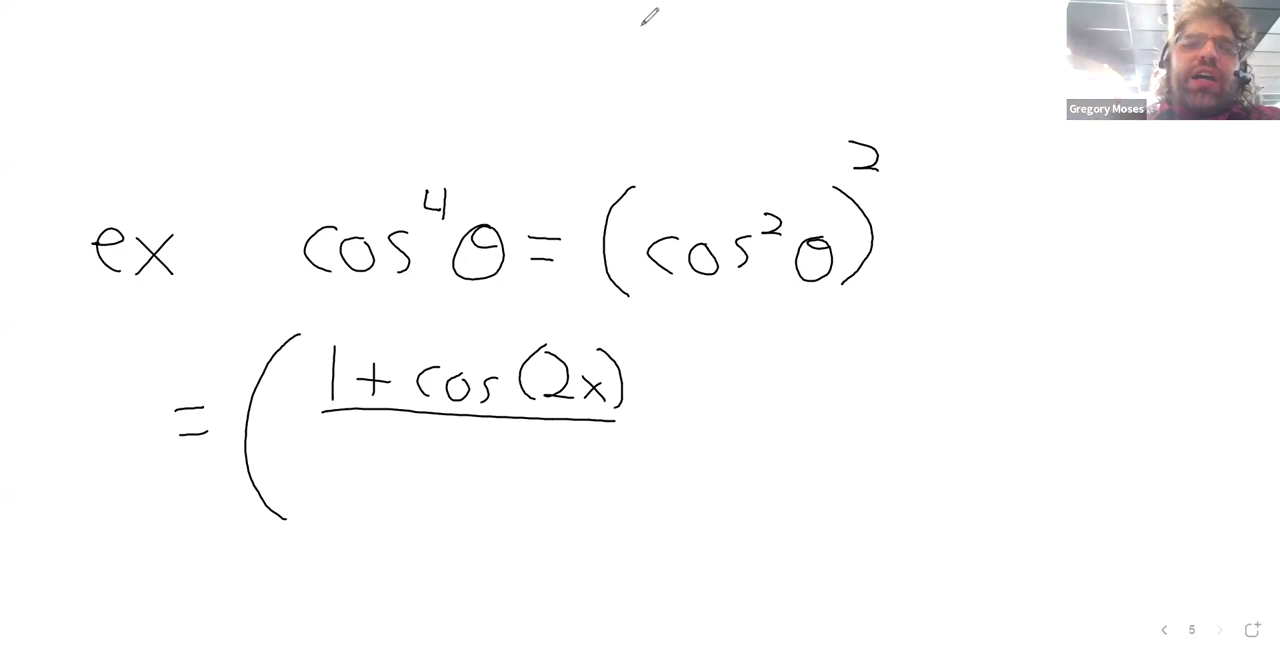 Gregory Moses
ex cos⁴θ = (cos²θ)²
= (1 + cos(2x)
5